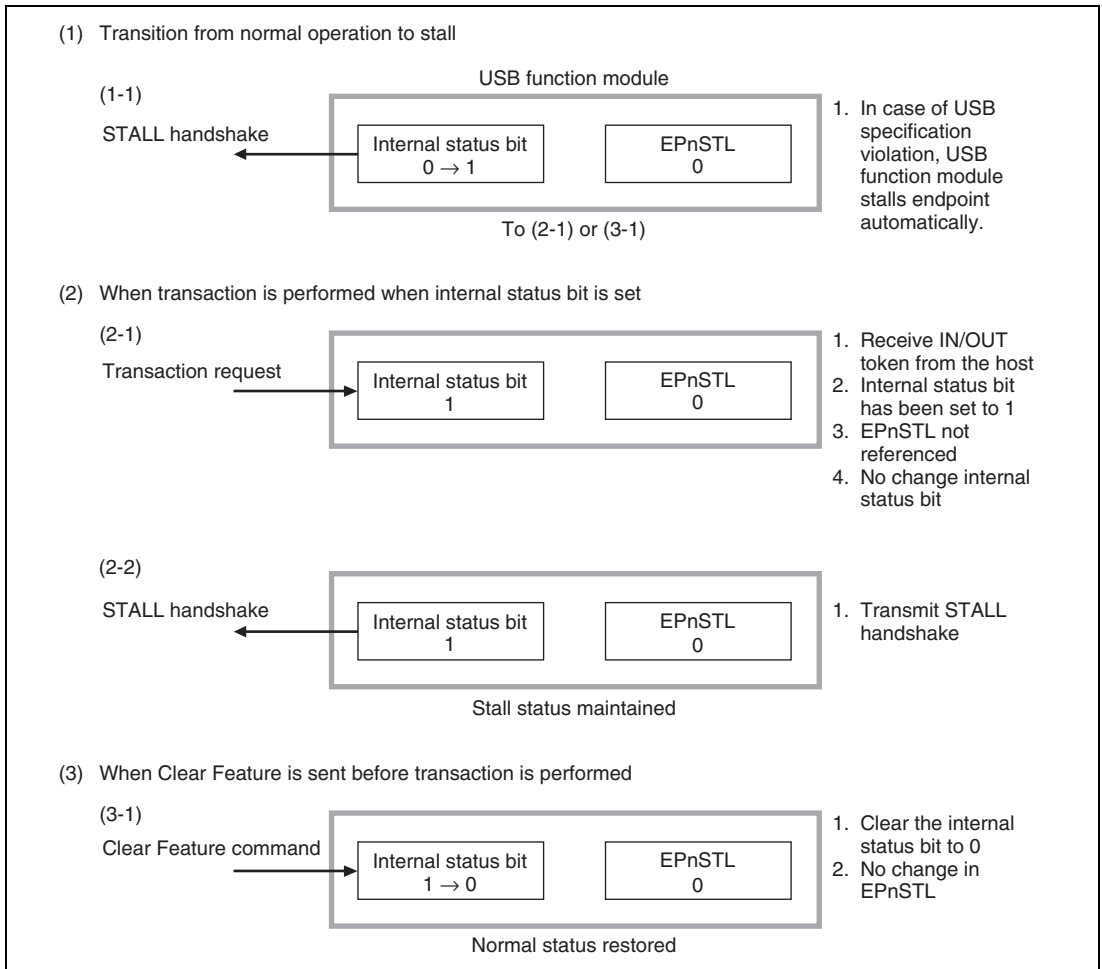 (1) Transition from normal operation to stall
(1-1)
USB function module
STALL handshake
Internal status bit
0 → 1
EPnSTL
0
1. In case of USB
specification
violation, USB
function module
stalls endpoint
automatically.
To (2-1) or (3-1)
(2) When transaction is performed when internal status bit is set
(2-1)
Transaction request
Internal status bit
1
EPnSTL
0
1. Receive IN/OUT
token from the host
2. Internal status bit
has been set to 1
3. EPnSTL not
referenced
4. No change internal
status bit
(2-2)
STALL handshake
Internal status bit
1
EPnSTL
0
1. Transmit STALL
handshake
Stall status maintained
(3) When Clear Feature is sent before transaction is performed
(3-1)
Clear Feature command
Internal status bit
1 → 0
EPnSTL
0
1. Clear the internal
status bit to 0
2. No change in
EPnSTL
Normal status restored